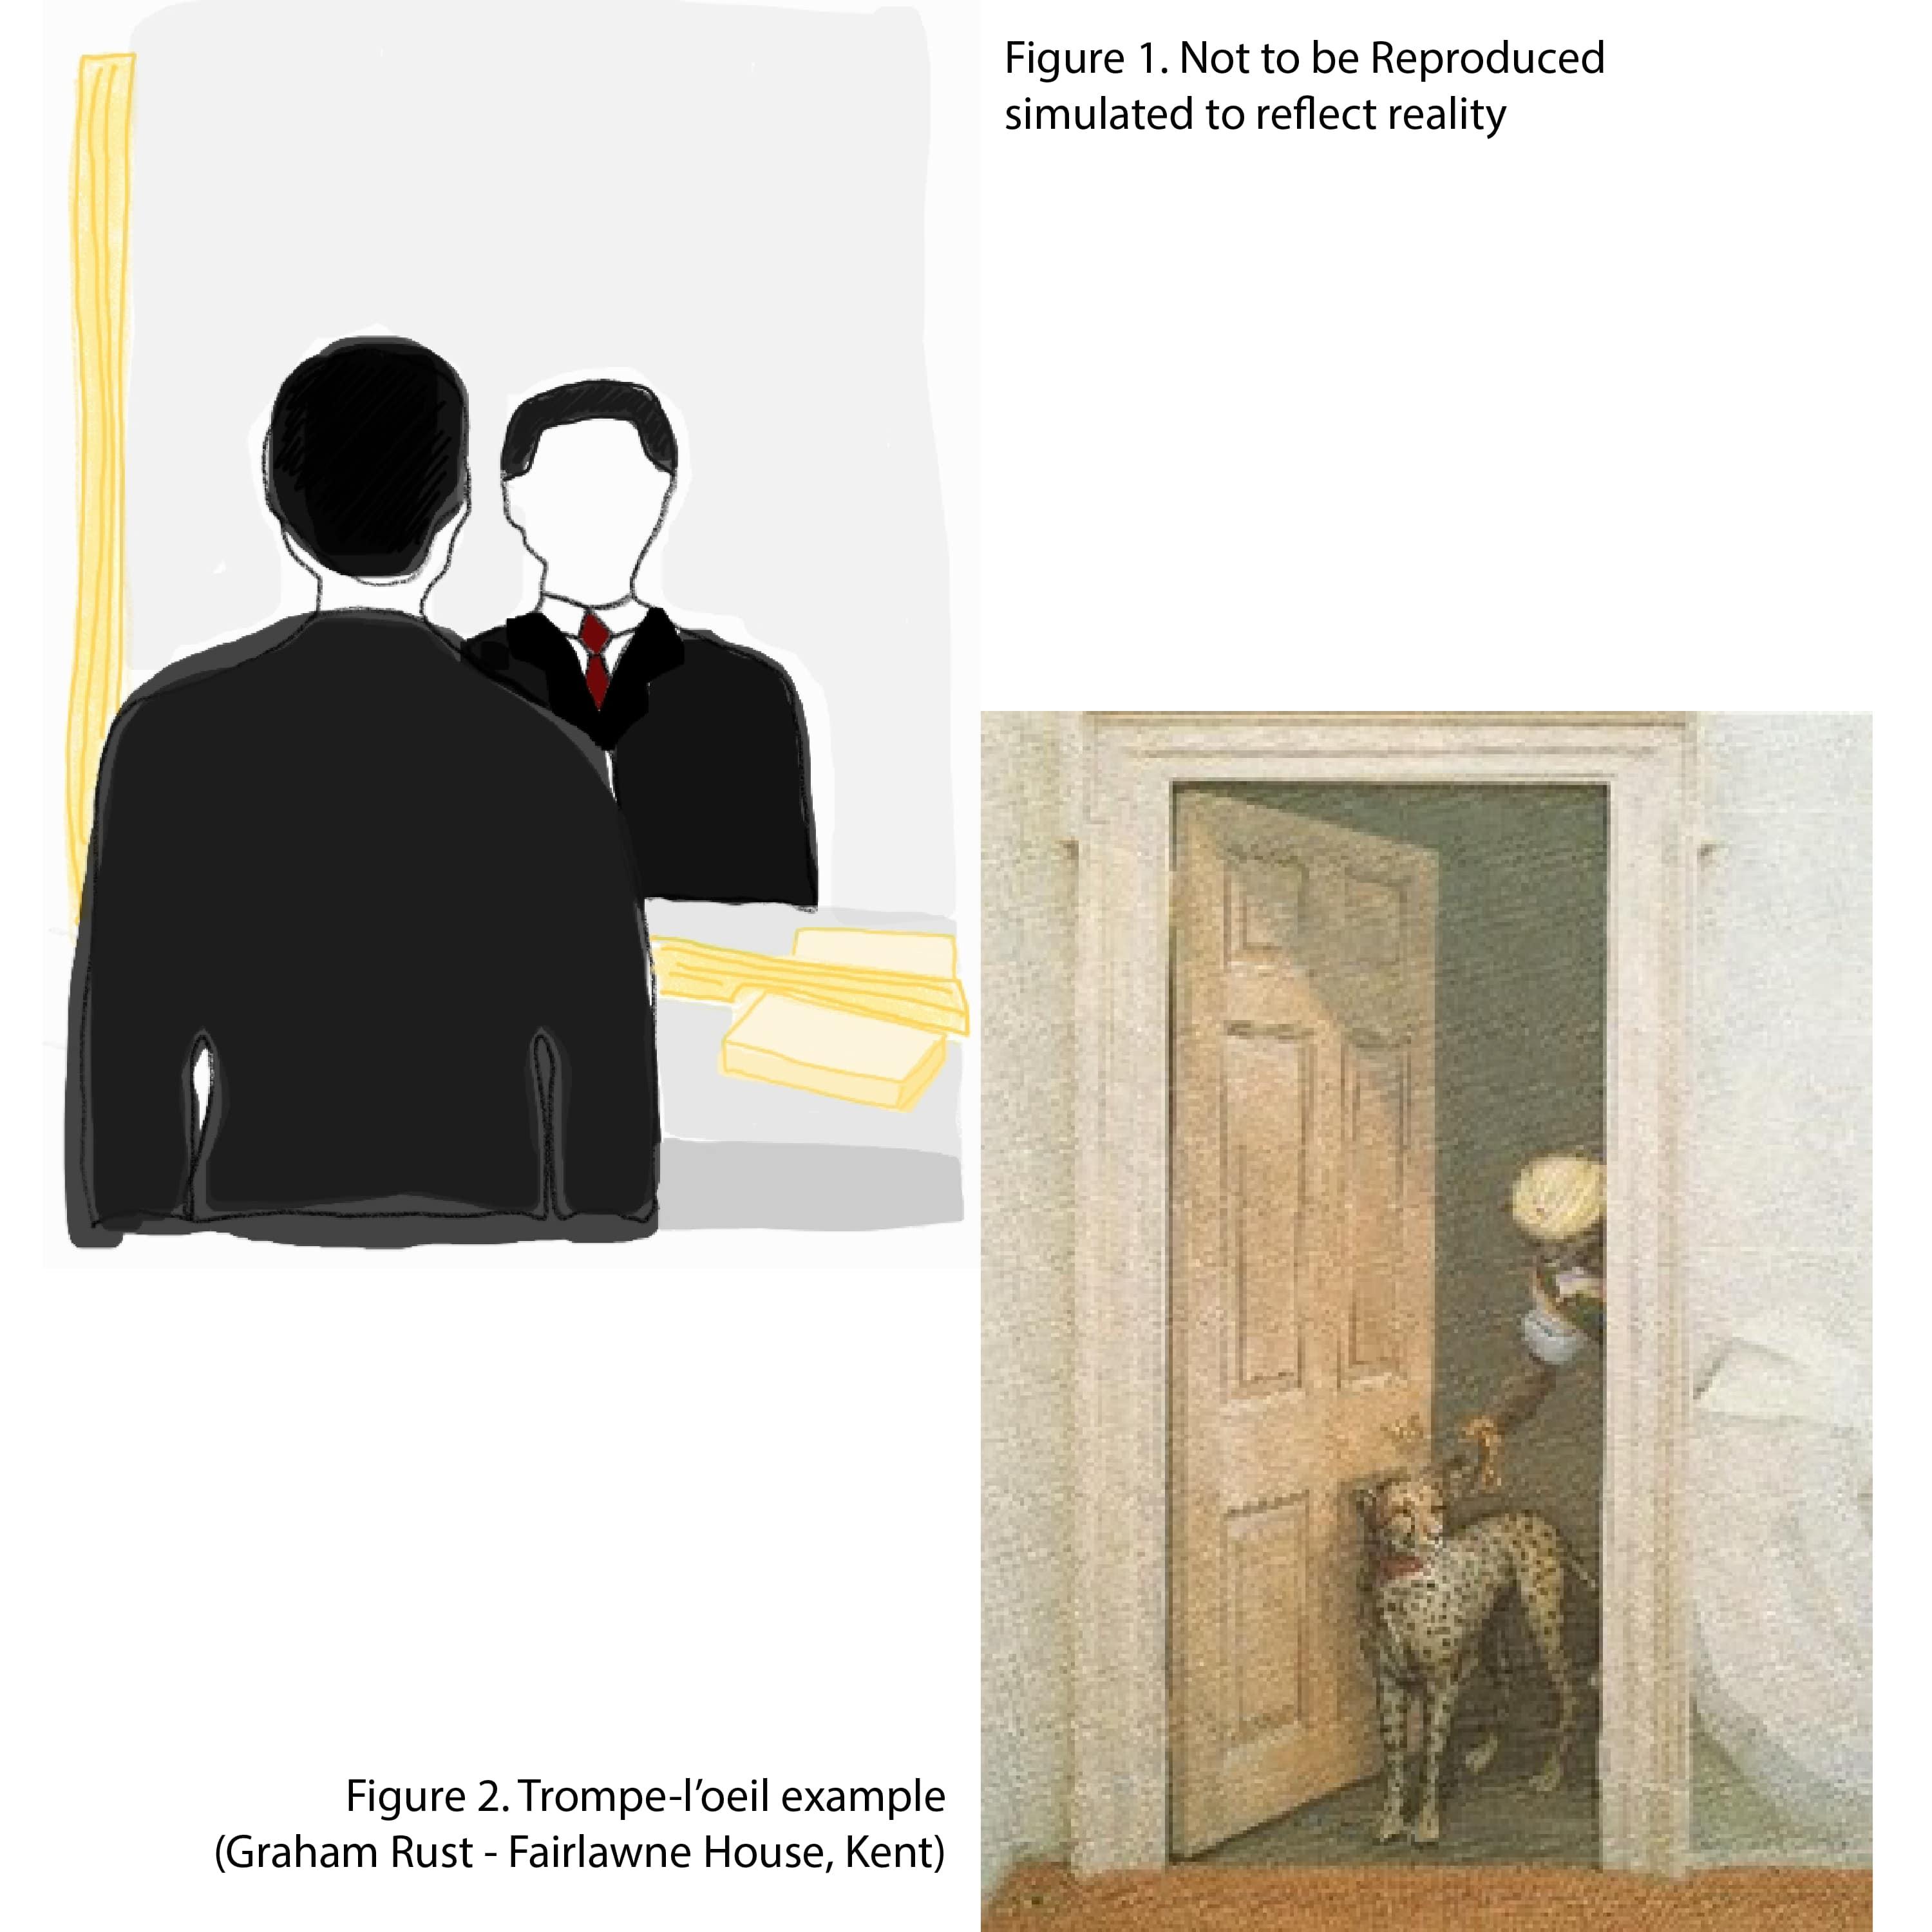 Figure 1. Not to be Reproduced
simulated to reflect reality
Figure 2. Trompe-l’oeil example
(Graham Rust - Fairlawne House, Kent)